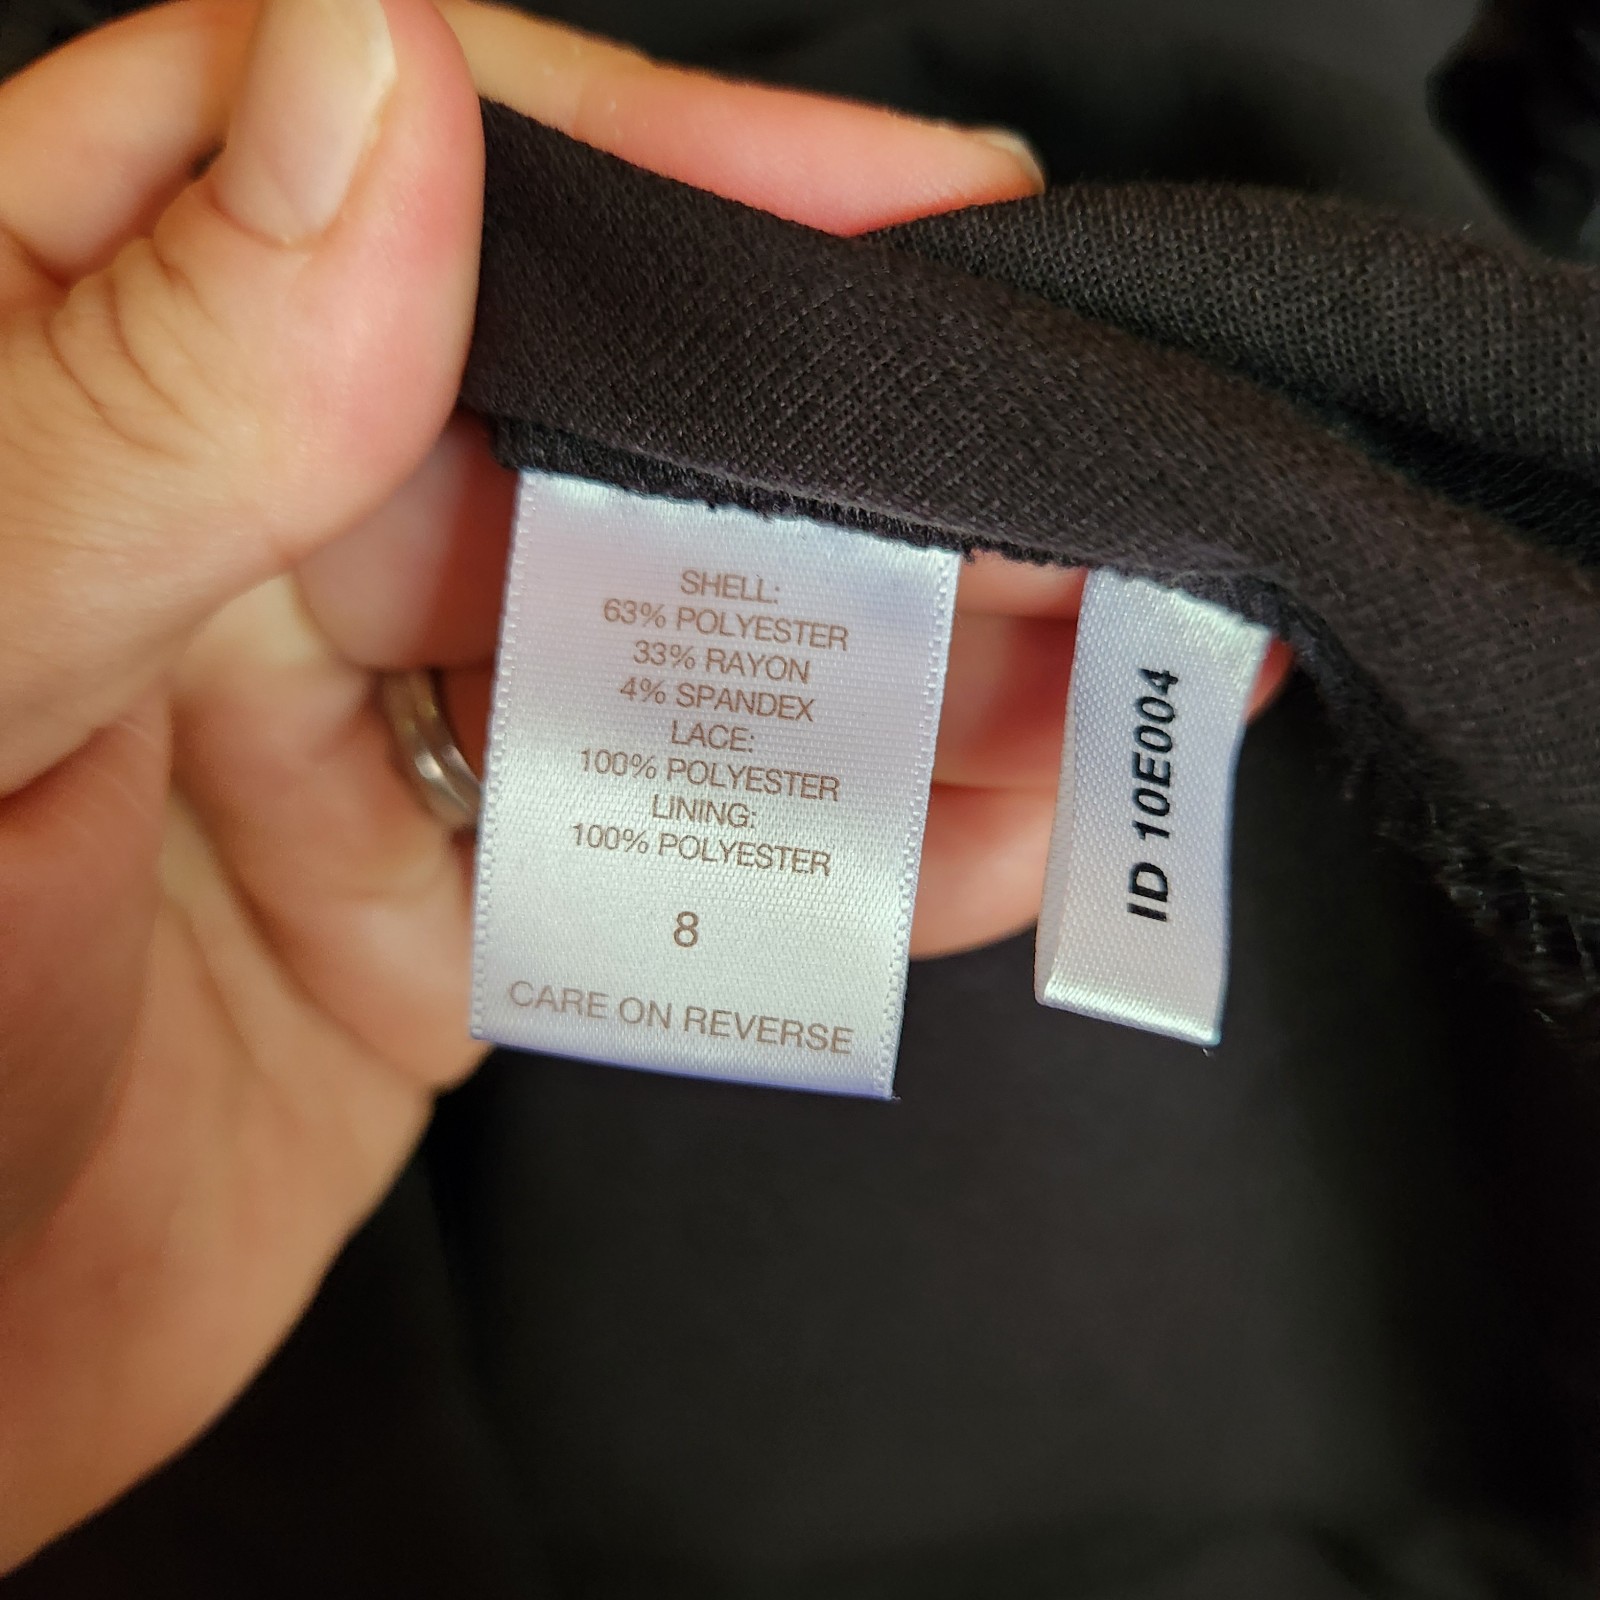 SHELL:
63% POLYESTER
33% RAYON
4% SPANDEX
LACE:
100% POLYESTER
LINING:
100% POLYESTER
8
CARE ON REVERSE
ID 10E004